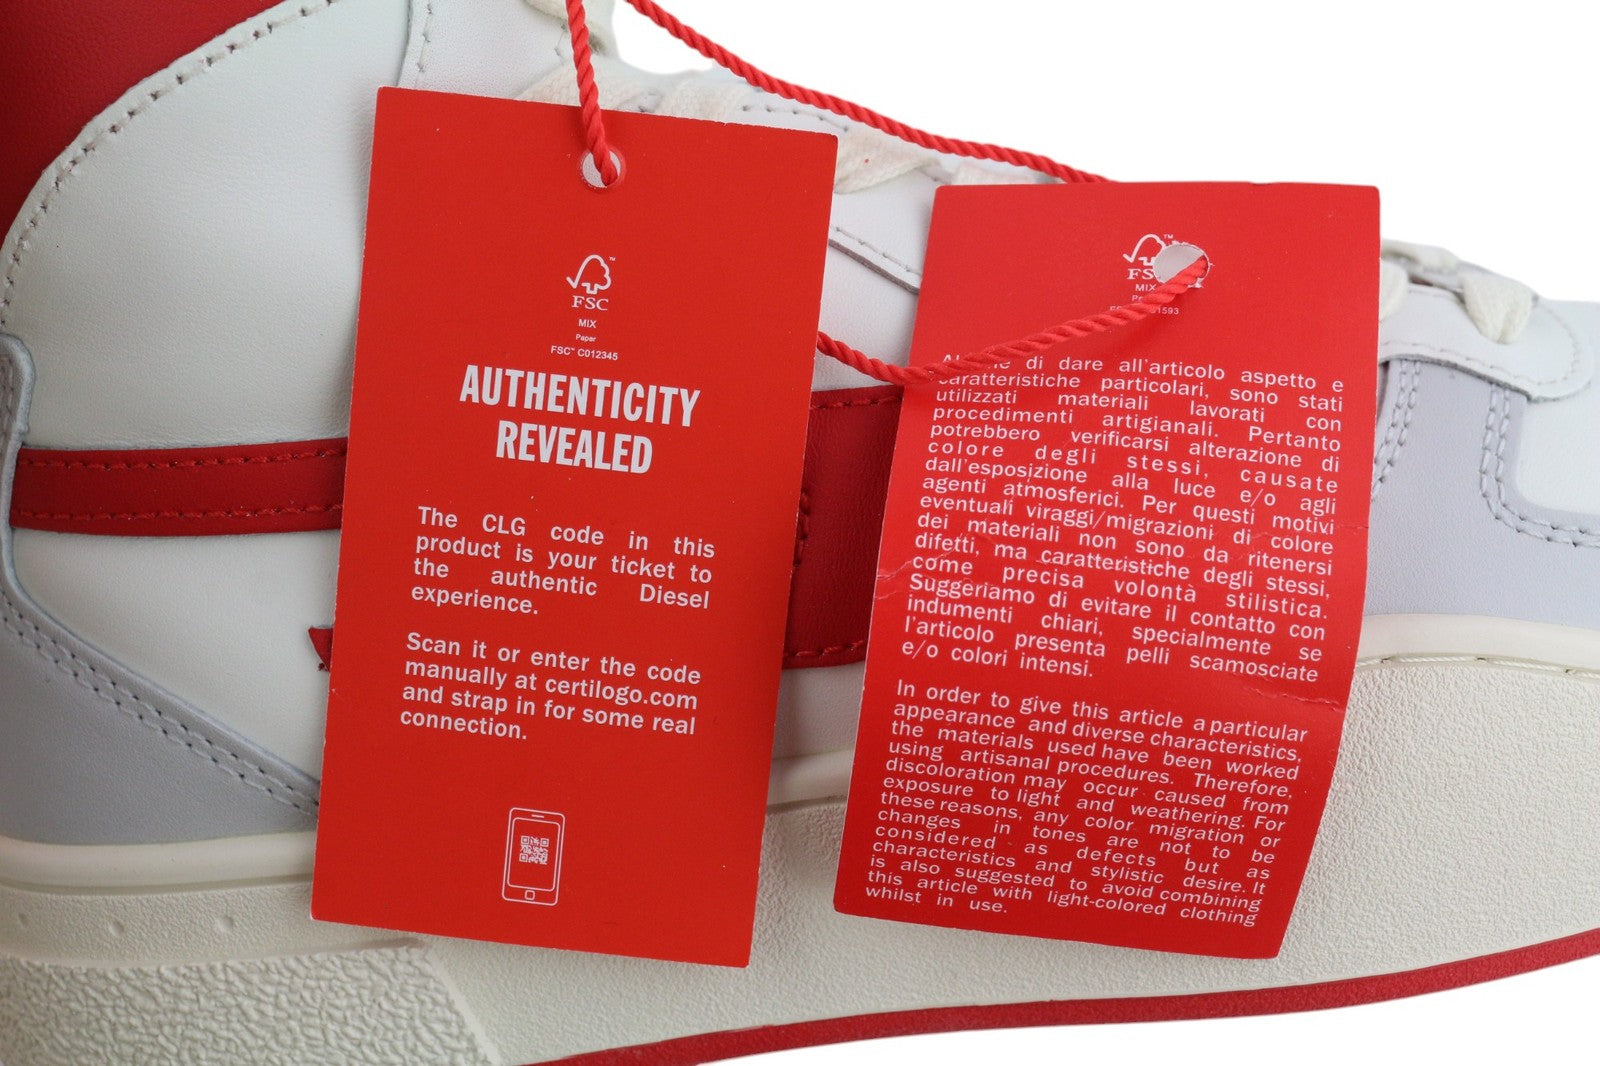 FSC
MIX
Paper
FSC™ C012345
AUTHENTICITY
REVEALED
The CLG code in this
product is your ticket to
the authentic Diesel
experience.
Scan it or enter the code
manually at certilogo.com
and strap in for some real
connection.
MIX
1593
di dare all'articolo aspetto e
caratteristiche particolari, sono stati
utilizzati materiali lavorati con
procedimenti artigianali. Pertanto
potrebbero verificarsi alterazione di
colore degli stessi, causate
dall'esposizione alla luce e/o agli
agenti atmosferici. Per questi motivi
eventuali viraggi/migrazioni di colore
dei materiali non sono da ritenersi
difetti, ma caratteristiche degli stessi,
come precisa volontà stilistica.
Suggeriamo di evitare il contatto con
indumenti chiari, specialmente se
l'articolo presenta pelli scamosciate
e/o colori intensi.
In order to give this article a particular
appearance and diverse characteristics,
the materials used have been worked
using artisanal procedures. Therefore,
discoloration may occur caused from
exposure to light and weathering. For
these reasons, any color migration or
changes in tones are not to be
considered as defects but as
characteristics and stylistic desire. It
is also suggested to avoid combining
this article with light-colored clothing
whilst in use.